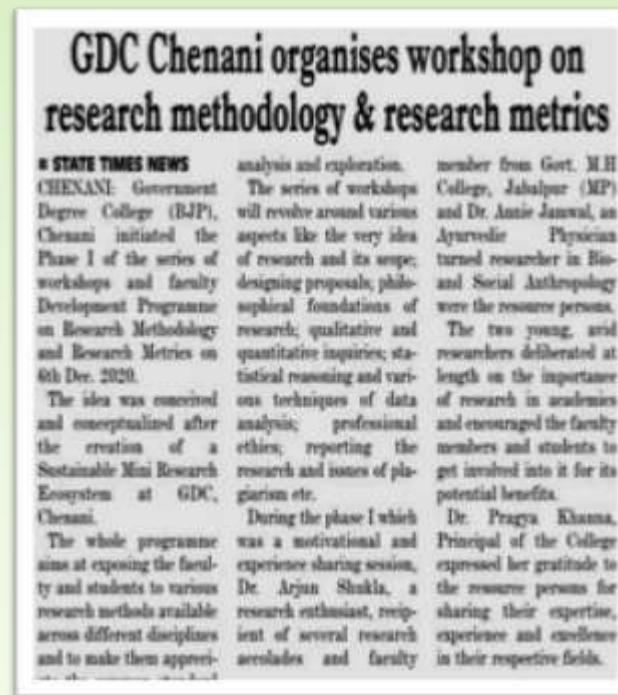 GDC Chenani organises workshop on
research methodology & research metrics
■ STATE TIMES NEWS
CHENANI: Government
Degree College (BJP),
Chenani initiated the
Phase I of the series of
workshops and faculty
Development Programme
on Research Methodology
and Research Metrics on
6th Dec. 2020.
The idea was conceived
and conceptualized after
the creation of a
Sustainable Mini Research
Ecosystem at GDC,
Chenani.
The whole programme
aims at exposing the facul-
ty and students to various
research methods available
across different disciplines
and to make them appreci-
analysis and exploration.
The series of workshops
will revolve around various
aspects like the very idea
of research and its scope;
designing proposals; philo-
sophical foundations of
research; qualitative and
quantitative inquiries; sta-
tistical reasoning and vari-
ous techniques of data
analysis; professional
ethics; reporting the
research and issues of pla-
giarism etc.
During the phase I which
was a motivational and
experience sharing session,
Dr. Arjun Shukla, a
research enthusiast, recip-
ient of several research
accolades and faculty
member from Govt. M.H
College, Jabalpur (MP)
and Dr. Annie Jamwal, an
Ayurvedic Physician
turned researcher in Bio-
and Social Anthropology
were the resource persons.
The two young, avid
researchers deliberated at
length on the importance
of research in academics
and encouraged the faculty
members and students to
get involved into it for its
potential benefits.
Dr. Pragya Khanna,
Principal of the College
expressed her gratitude to
the resource persons for
sharing their expertise,
experience and excellence
in their respective fields.